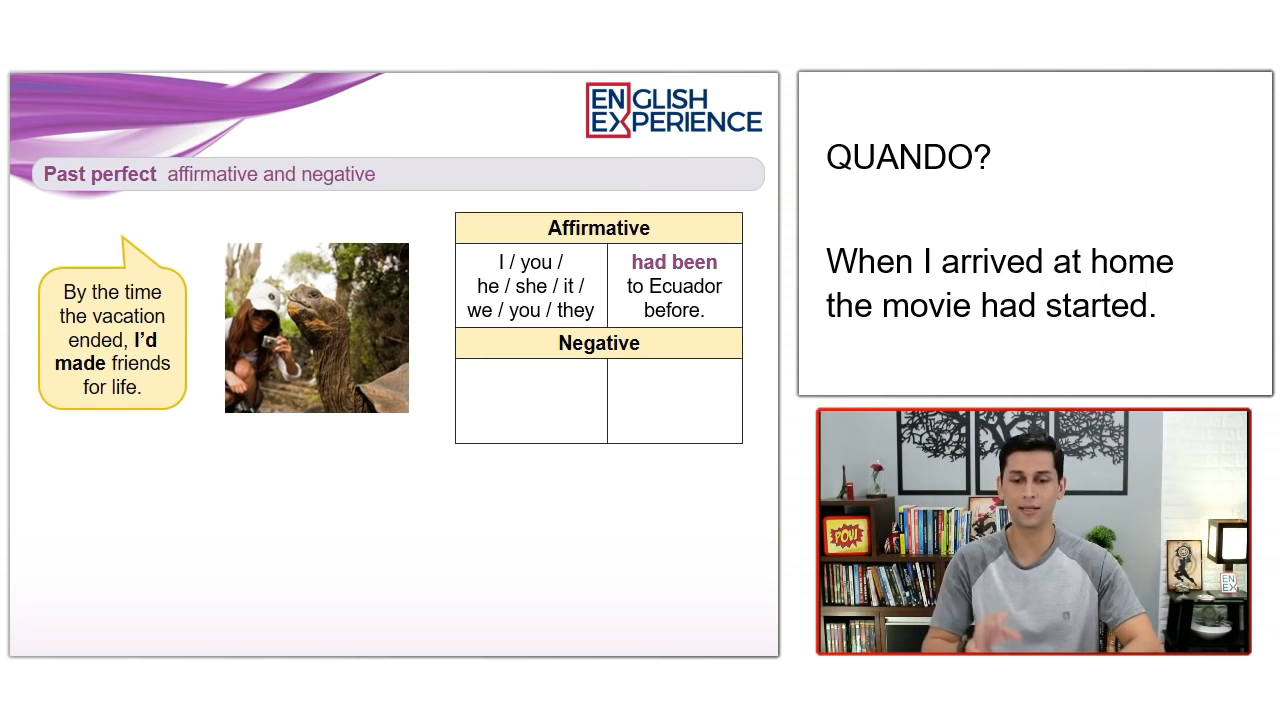 ENGLISH
EXPERIENCE
Past perfect affirmative and negative
By the time
the vacation
ended, I’d
made friends
for life.
Affirmative
I / you /
he / she / it /
we / you / they
had been
to Ecuador
before.
Negative
QUANDO?
When I arrived at home
the movie had started.
POW!
EN
EX